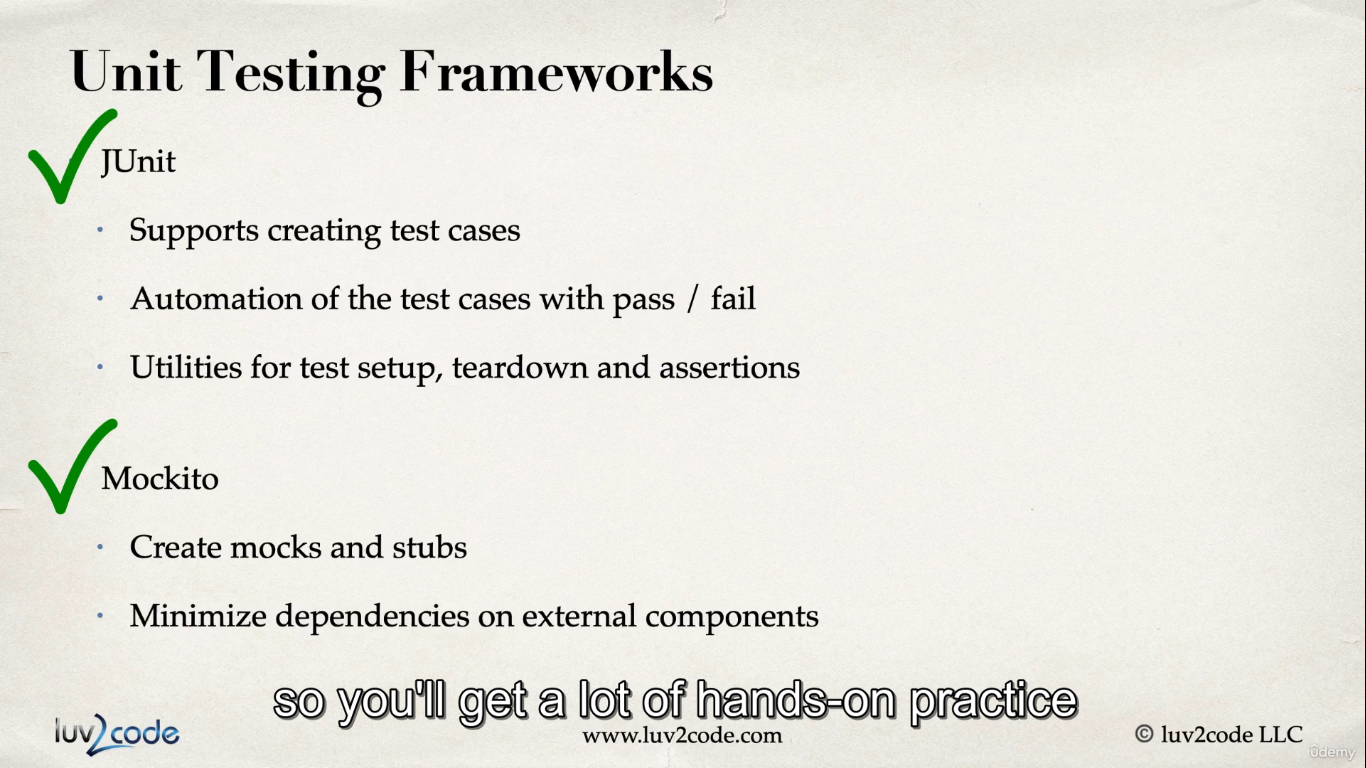 Unit Testing Frameworks
JUnit
• Supports creating test cases
• Automation of the test cases with pass / fail
• Utilities for test setup, teardown and assertions
Mockito
• Create mocks and stubs
• Minimize dependencies on external components
so you'll get a lot of hands-on practice
luv2code
www.luv2code.com
© luv2code LLC
ûdemy